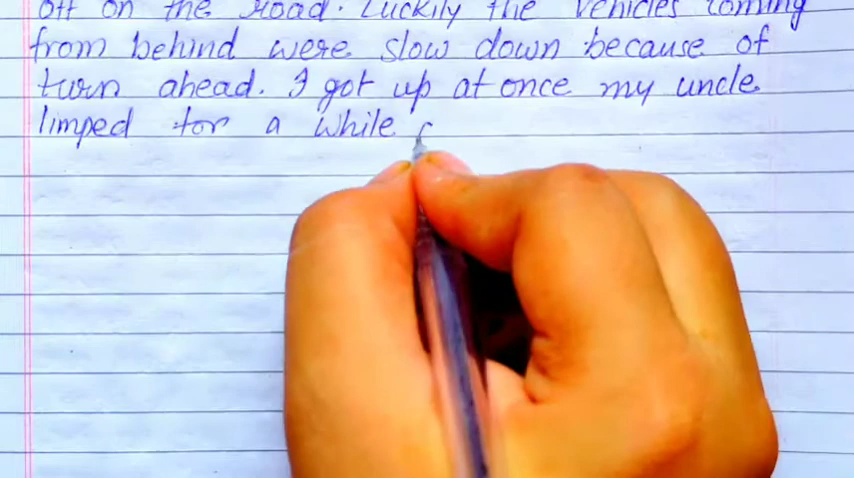 off on the road. Luckily the vehicles coming
from behind were slow down because of
turn ahead. I got up at once my uncle
limped for a while